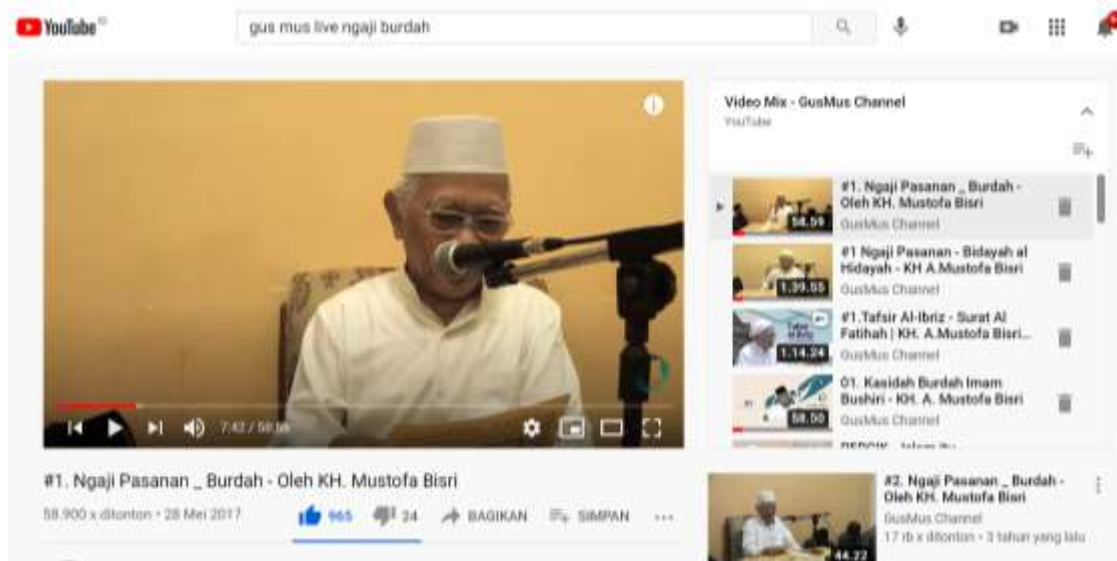 YouTube ID
gus mus live ngaji burdah
Video Mix - GusMus Channel
YouTube
#1. Ngaji Pasanan _ Burdah -
Oleh KH. Mustofa Bisri
58.59
GusMus Channel
#1 Ngaji Pasanan - Bidayah al
Hidayah - KH A.Mustofa Bisri
1.39.55
GusMus Channel
#1.Tafsir Al-Ibriz - Surat Al
Fatihah | KH. A.Mustofa Bisri...
1.14.24
GusMus Channel
01. Kasidah Burdah Imam
Bushiri - KH. A. Mustofa Bisri
58.50
GusMus Channel
7:42 /
#1. Ngaji Pasanan _ Burdah - Oleh KH. Mustofa Bisri
58.900 x ditonton • 28 Mei 2017
965
24
BAGIKAN
SIMPAN
#2. Ngaji Pasanan _ Burdah -
Oleh KH. Mustofa Bisri
GusMus Channel
17 rb x ditonton • 3 tahun yang lalu
44.22